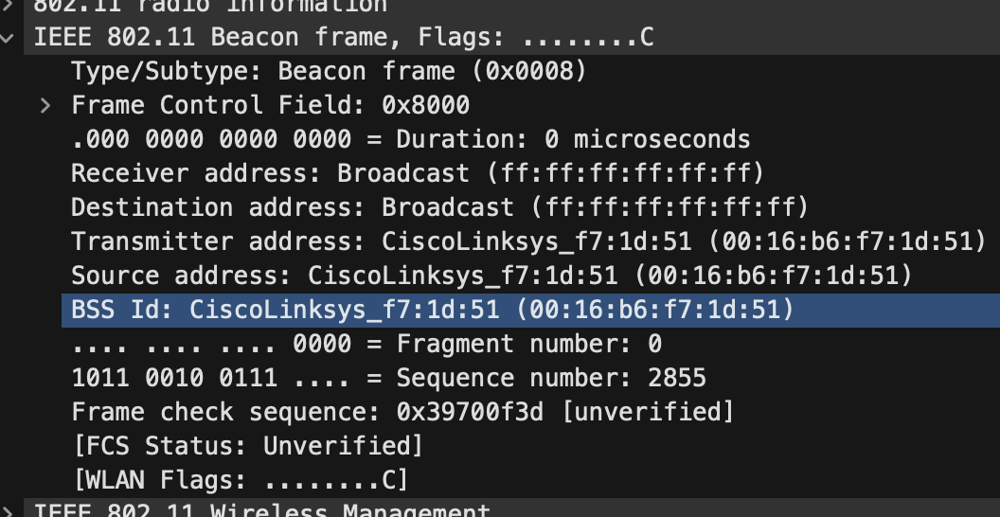 802.11 radio information
IEEE 802.11 Beacon frame, Flags: ........C
Type/Subtype: Beacon frame (0x0008)
Frame Control Field: 0x8000
.000 0000 0000 0000 = Duration: 0 microseconds
Receiver address: Broadcast (ff:ff:ff:ff:ff:ff)
Destination address: Broadcast (ff:ff:ff:ff:ff:ff)
Transmitter address: CiscoLinksys_f7:1d:51 (00:16:b6:f7:1d:51)
Source address: CiscoLinksys_f7:1d:51 (00:16:b6:f7:1d:51)
BSS Id: CiscoLinksys_f7:1d:51 (00:16:b6:f7:1d:51)
.... .... .... 0000 = Fragment number: 0
1011 0010 0111 .... = Sequence number: 2855
Frame check sequence: 0x39700f3d [unverified]
[FCS Status: Unverified]
[WLAN Flags: ........C]
IEEE 802.11 Wireless Management